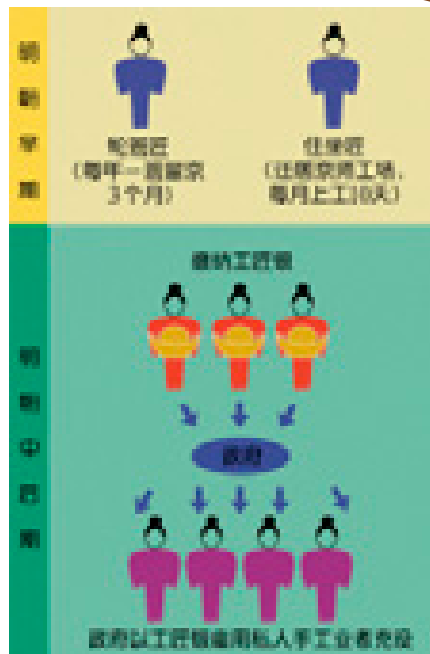 明朝早期
轮班匠
(每年一留京
3个月)
住坐匠
(迁居京师工场,
每月上工10天)
明朝中后期
缴纳工匠银
政府
政府以工匠银雇用私人手工业者充役